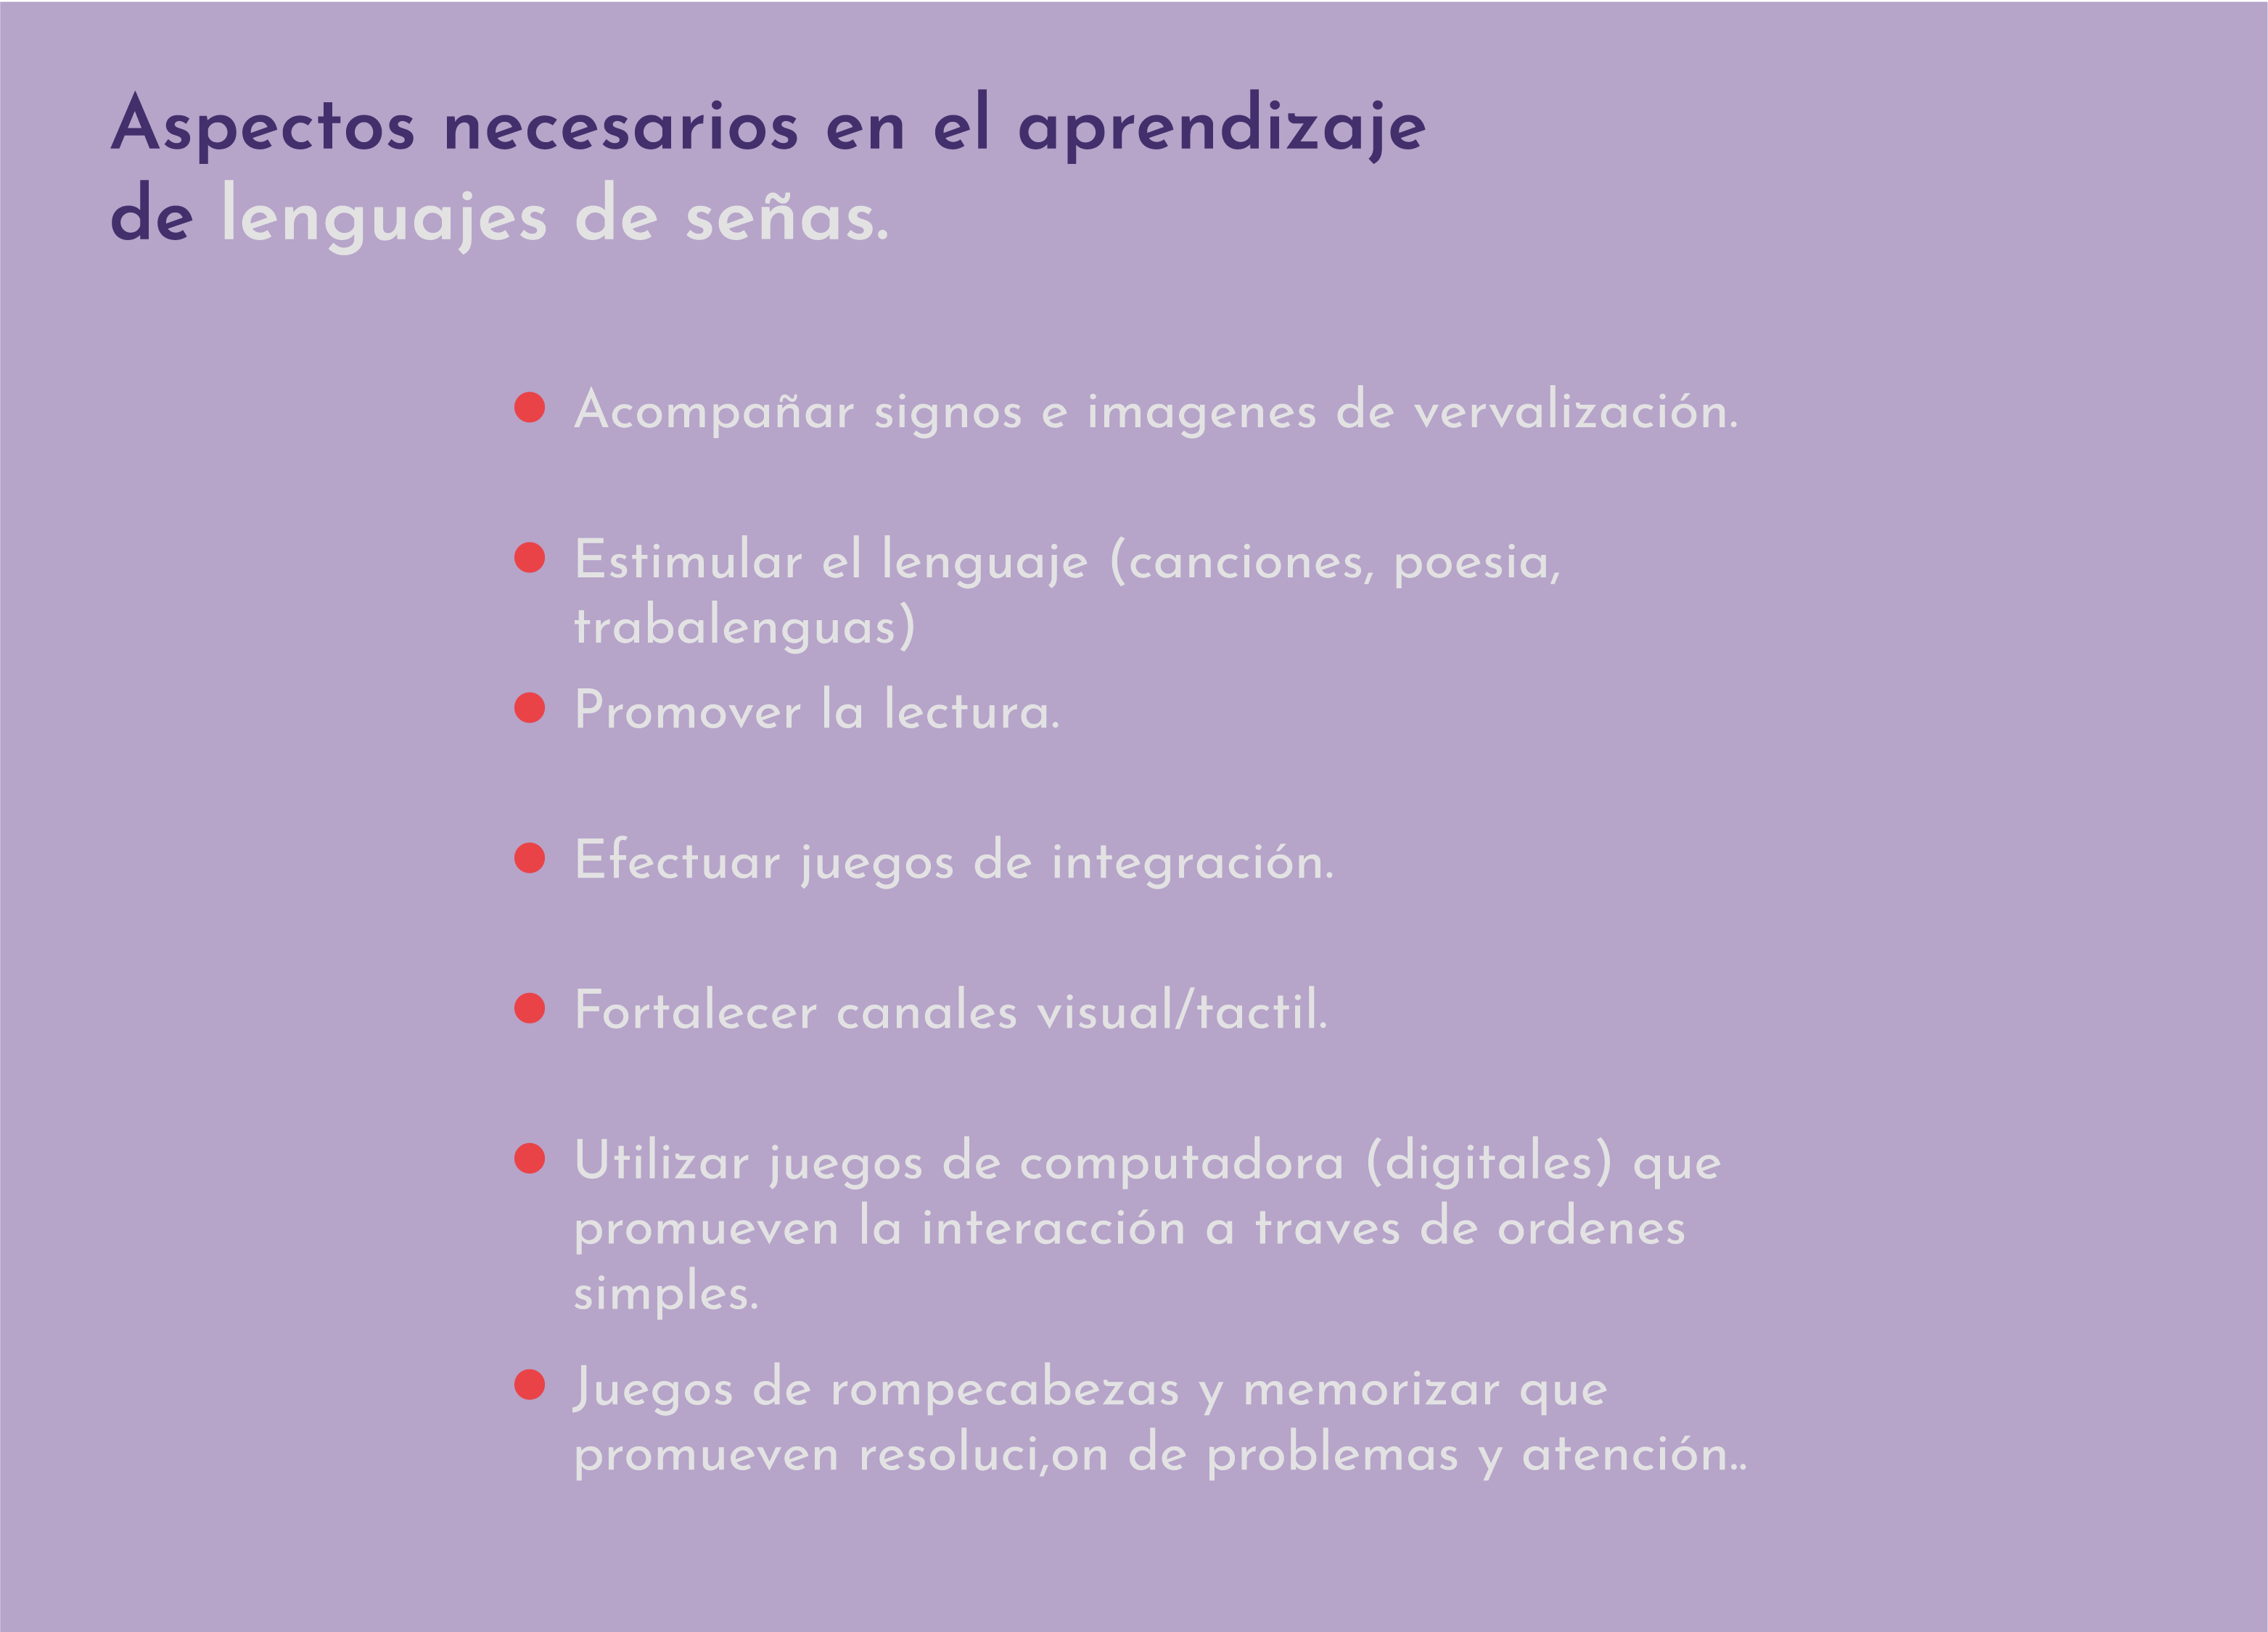 Aspectos necesarios en el aprendizaje
de lenguajes de señas.
Acompañar signos e imagenes de vervalización.
Estimular el lenguaje (canciones, poesia,
trabalenguas)
Promover la lectura.
Efectuar juegos de integración.
Fortalecer canales visual/tactil.
Utilizar juegos de computadora (digitales) que
promueven la interacción a traves de ordenes
simples.
Juegos de rompecabezas y memorizar que
promueven resoluci,on de problemas y atención..